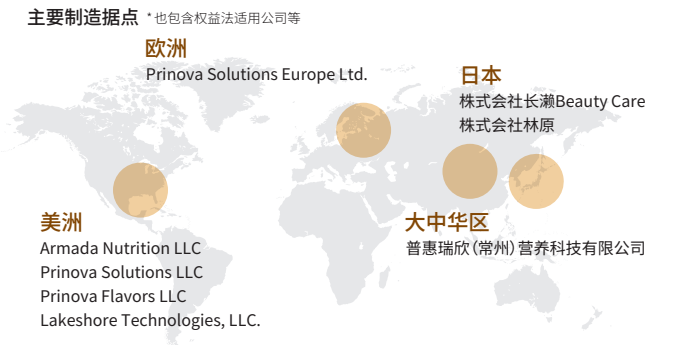 主要制造据点 *也包含权益法适用公司等
欧洲
Prinova Solutions Europe Ltd.
日本
株式会社长濑Beauty Care
株式会社林原
美洲
Armada Nutrition LLC
Prinova Solutions LLC
Prinova Flavors LLC
Lakeshore Technologies, LLC.
大中华区
普惠瑞欣（常州）营养科技有限公司